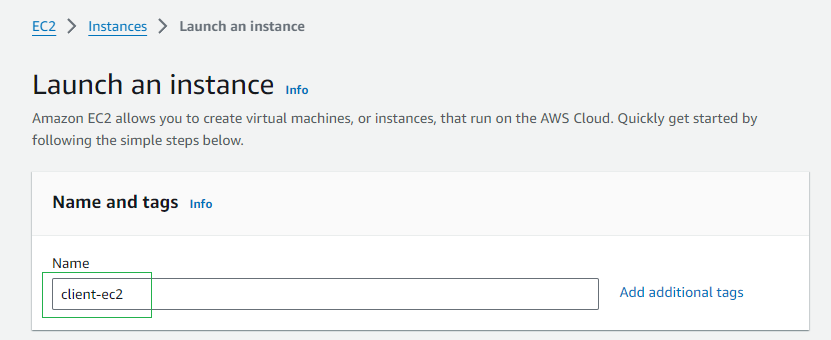 EC2 > Instances > Launch an instance
Launch an instance Info
Amazon EC2 allows you to create virtual machines, or instances, that run on the AWS Cloud. Quickly get started by
following the simple steps below.
Name and tags Info
Name
client-ec2 Add additional tags